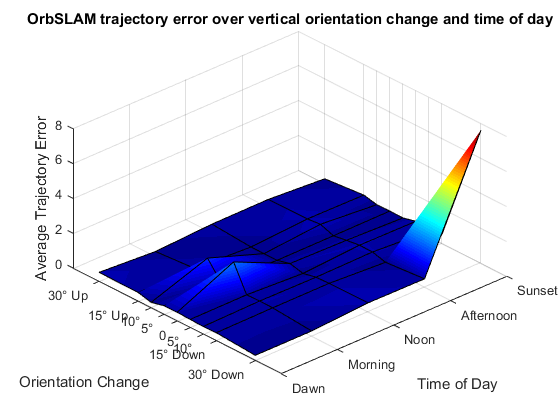 OrbSLAM trajectory error over vertical orientation change and time of day
Average Trajectory Error
8
6
4
2
0
30° Up
15° Up
10°
5°
0
5°
10°
15° Down
30° Down
Orientation Change
Dawn
Morning
Noon
Afternoon
Sunset
Time of Day